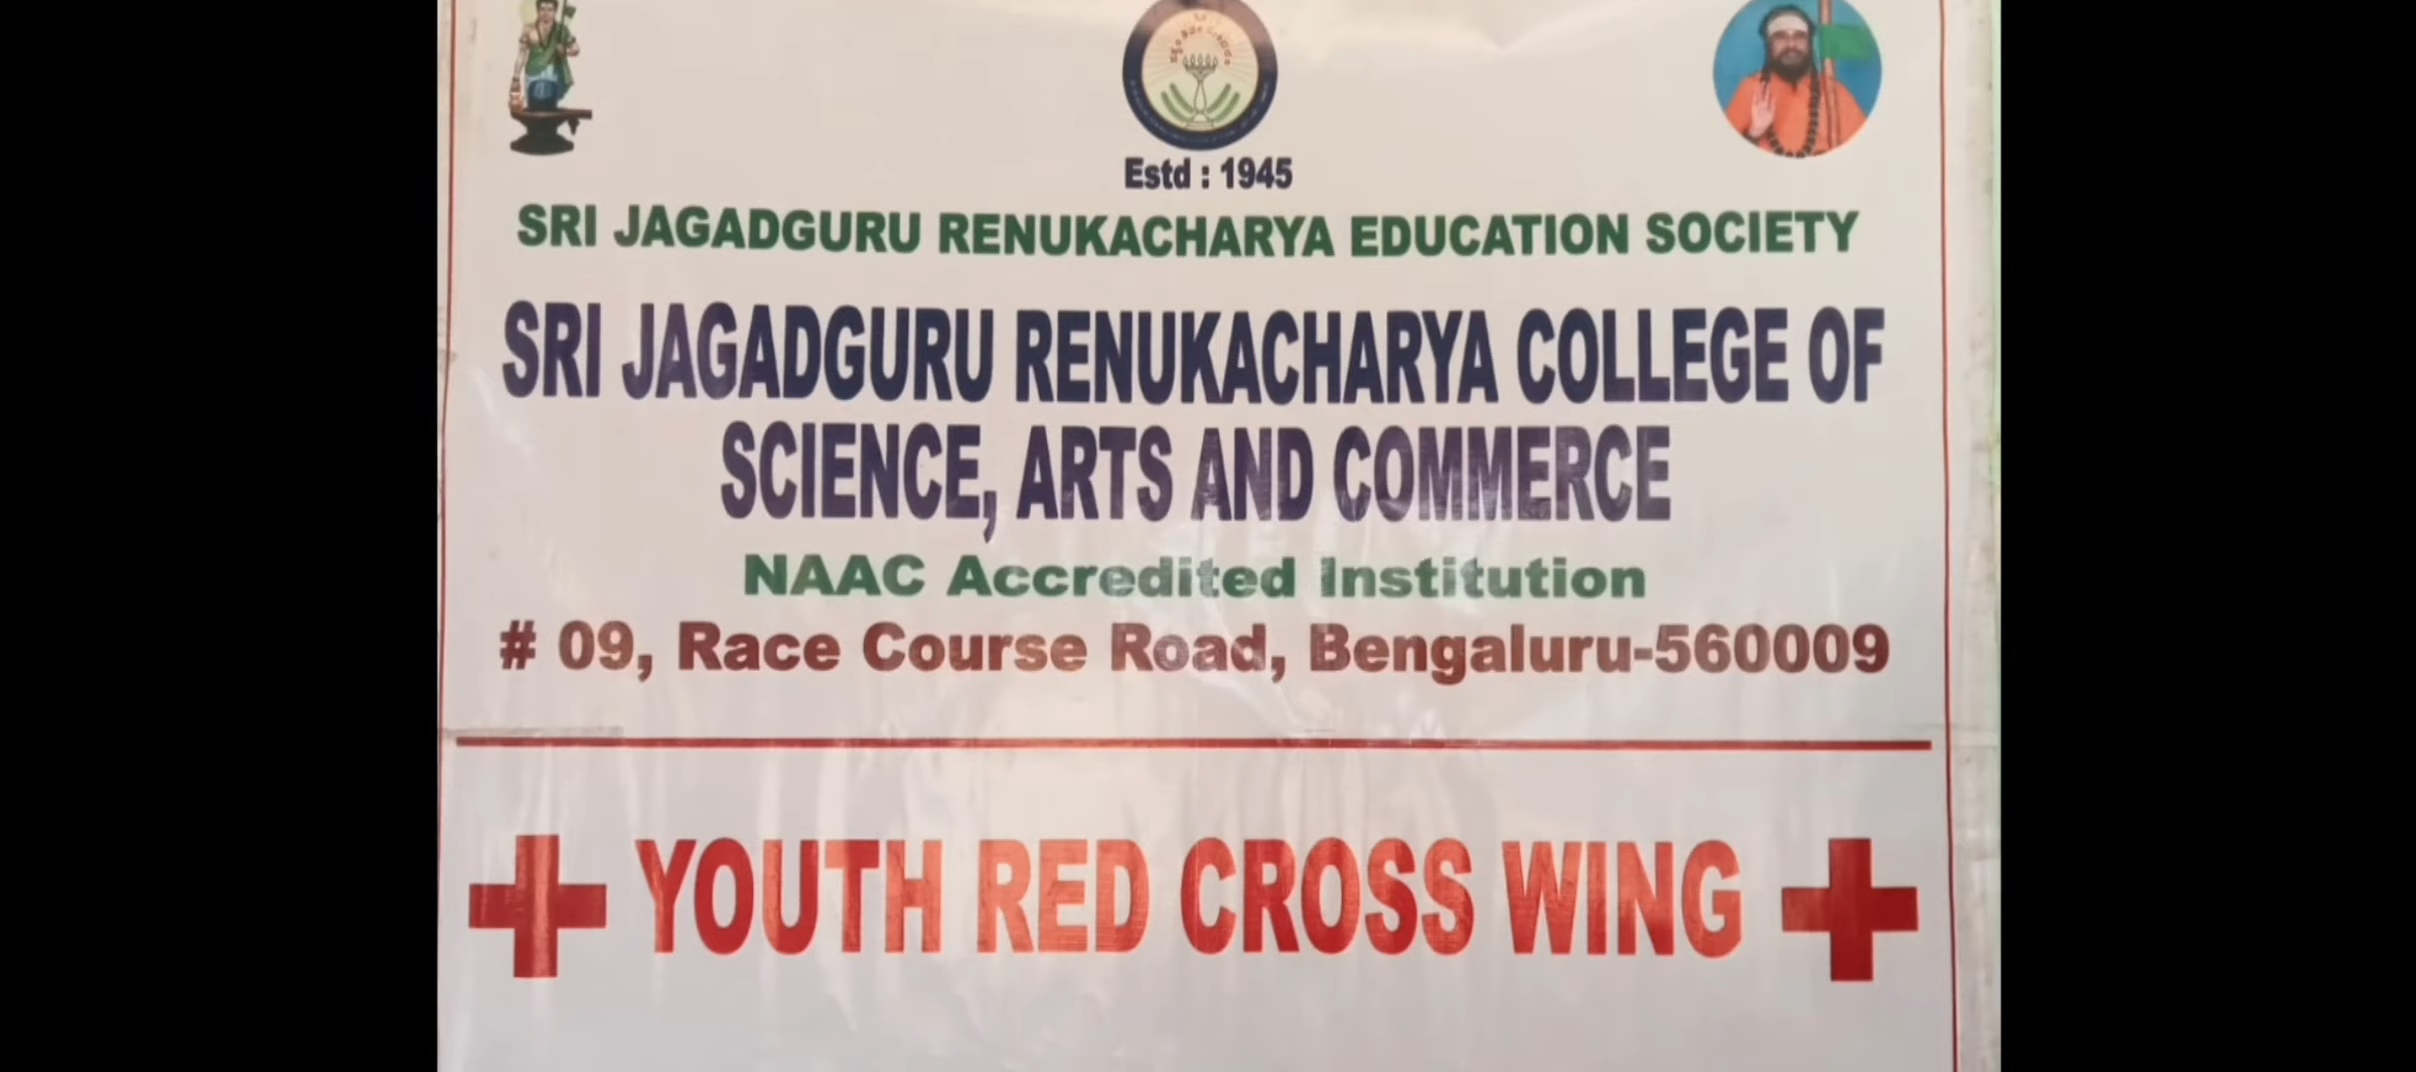 Estd : 1945
SRI JAGADGURU RENUKACHARYA EDUCATION SOCIETY
SRI JAGADGURU RENUKACHARYA COLLEGE OF
SCIENCE, ARTS AND COMMERCE
NAAC Accredited Institution
# 09, Race Course Road, Bengaluru-560009
YOUTH RED CROSS WING